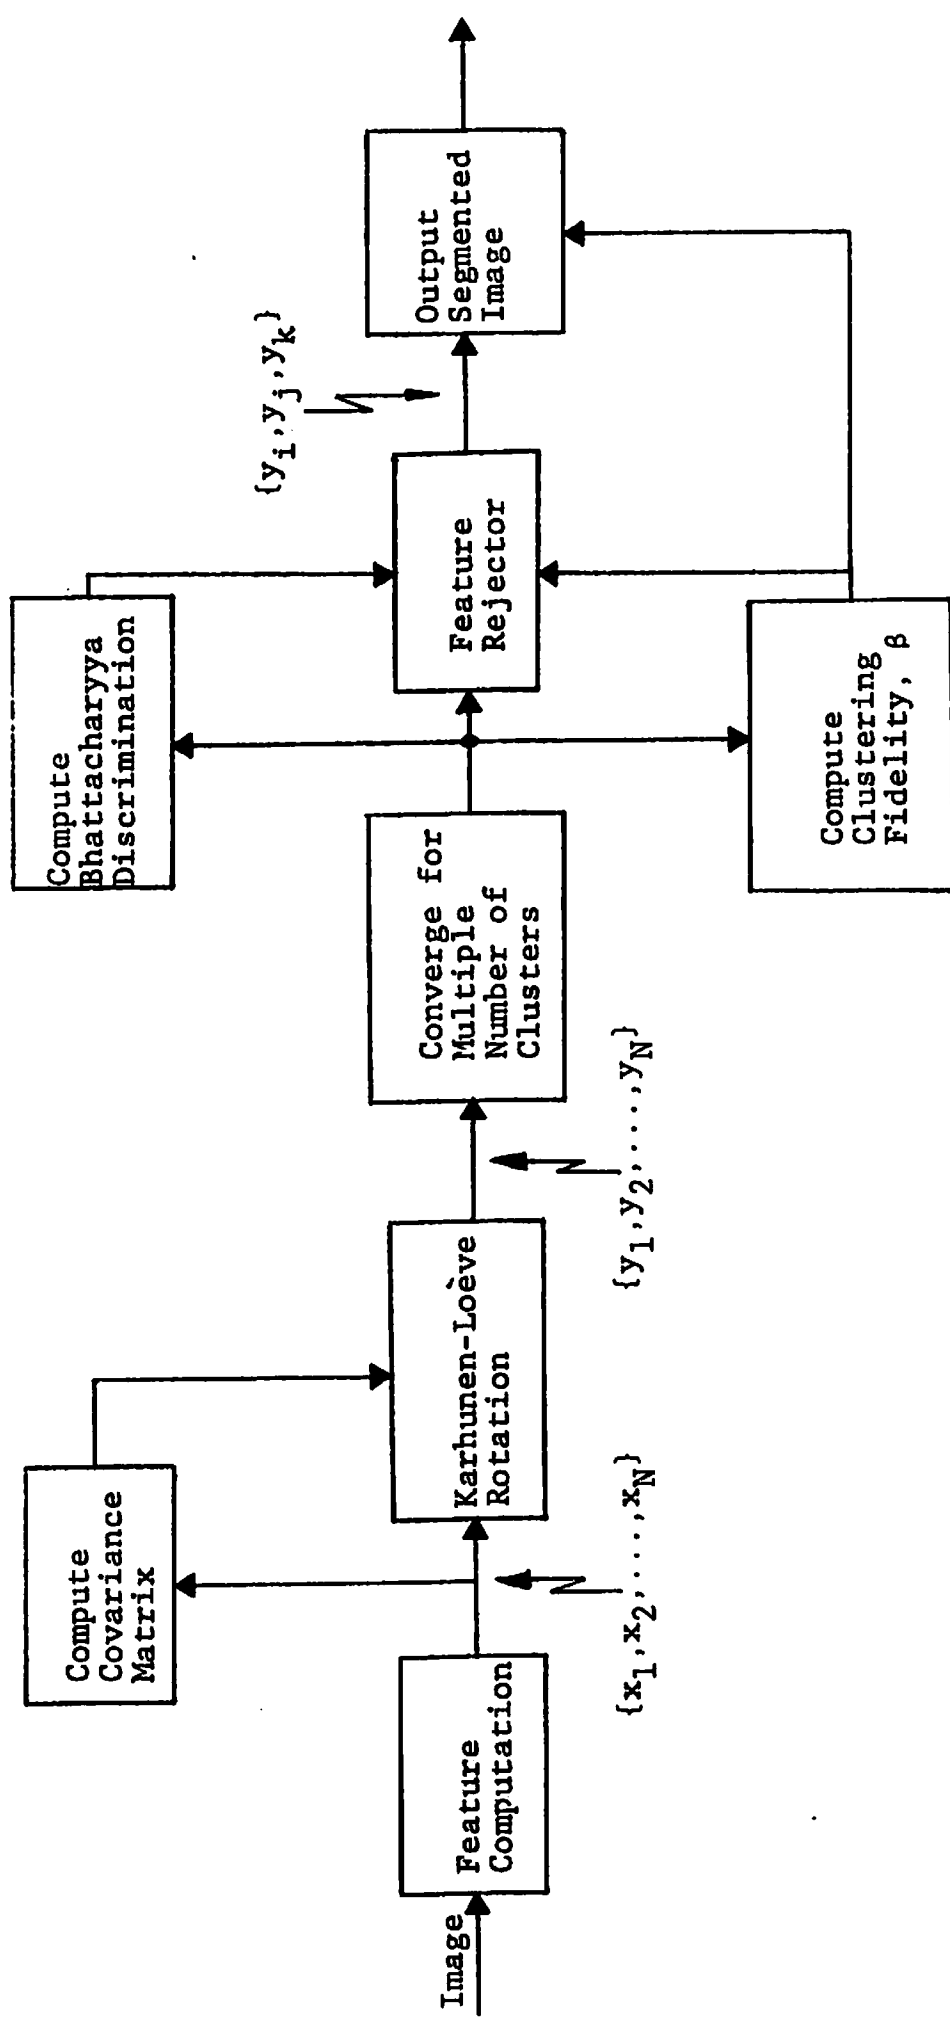 Image
Feature
Computation
{x1,x2,...,xN}
Compute
Covariance
Matrix
Karhunen-Loève
Rotation
{y1,y2,...,yN}
Converge for
Multiple
Number of
Clusters
Compute
Bhattacharyya
Discrimination
Compute
Clustering
Fidelity, β
Feature
Rejector
{yi,yj,yk}
Output
Segmented
Image